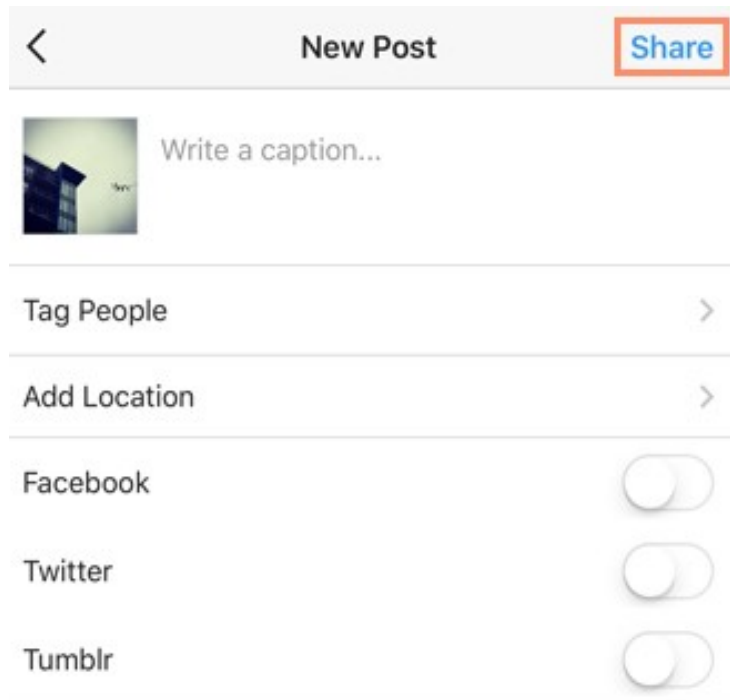 New Post
Share
Write a caption...
Tag People
Add Location
Facebook
Twitter
Tumblr